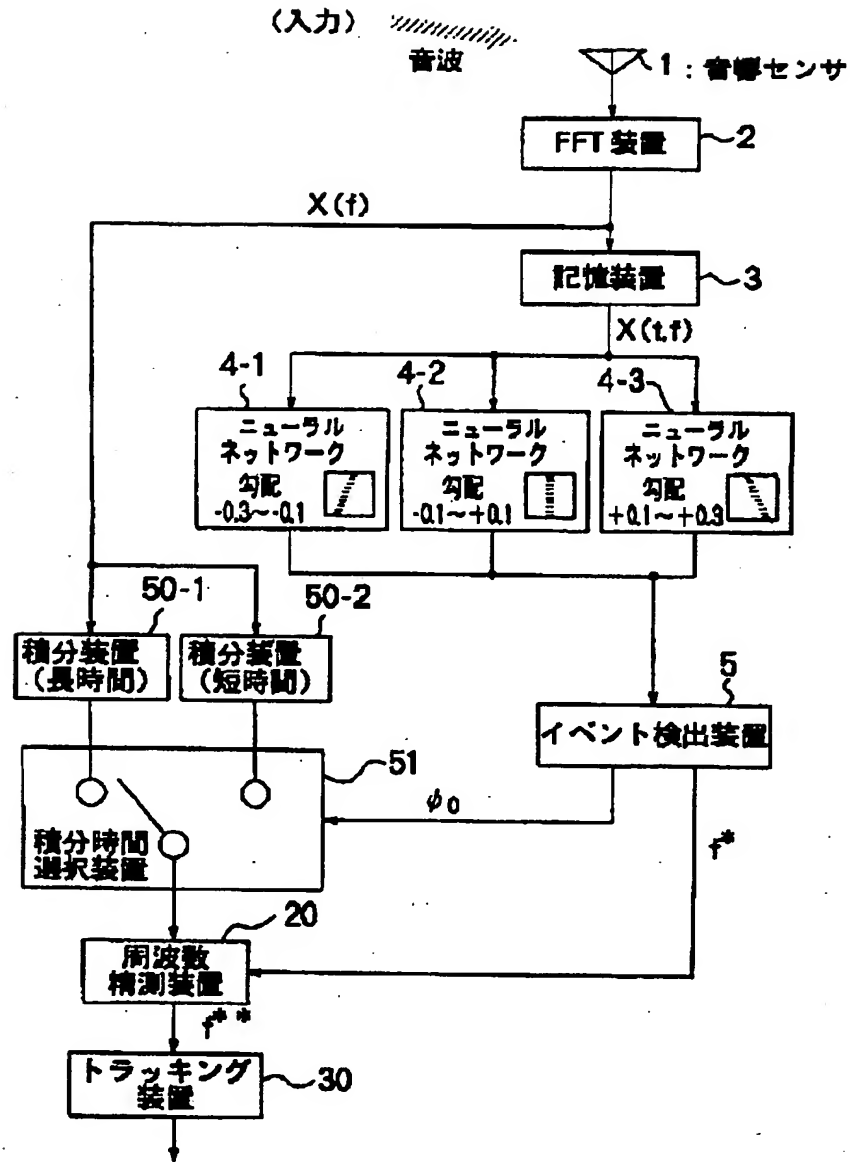 (入力)
音波
1：音響センサ
FFT 装置
2
X(f)
記憶装置
3
X(t,f)
4-1
4-2
4-3
ニューラル
ネットワーク
勾配
-0.3～-0.1
ニューラル
ネットワーク
勾配
-0.1～+0.1
ニューラル
ネットワーク
勾配
+0.1～+0.3
50-1
50-2
積分装置
(長時間)
積分装置
(短時間)
5
イベント検出装置
51
ψ0
f*
積分時間
選択装置
20
周波数
精測装置
f**
トラッキング
装置
30